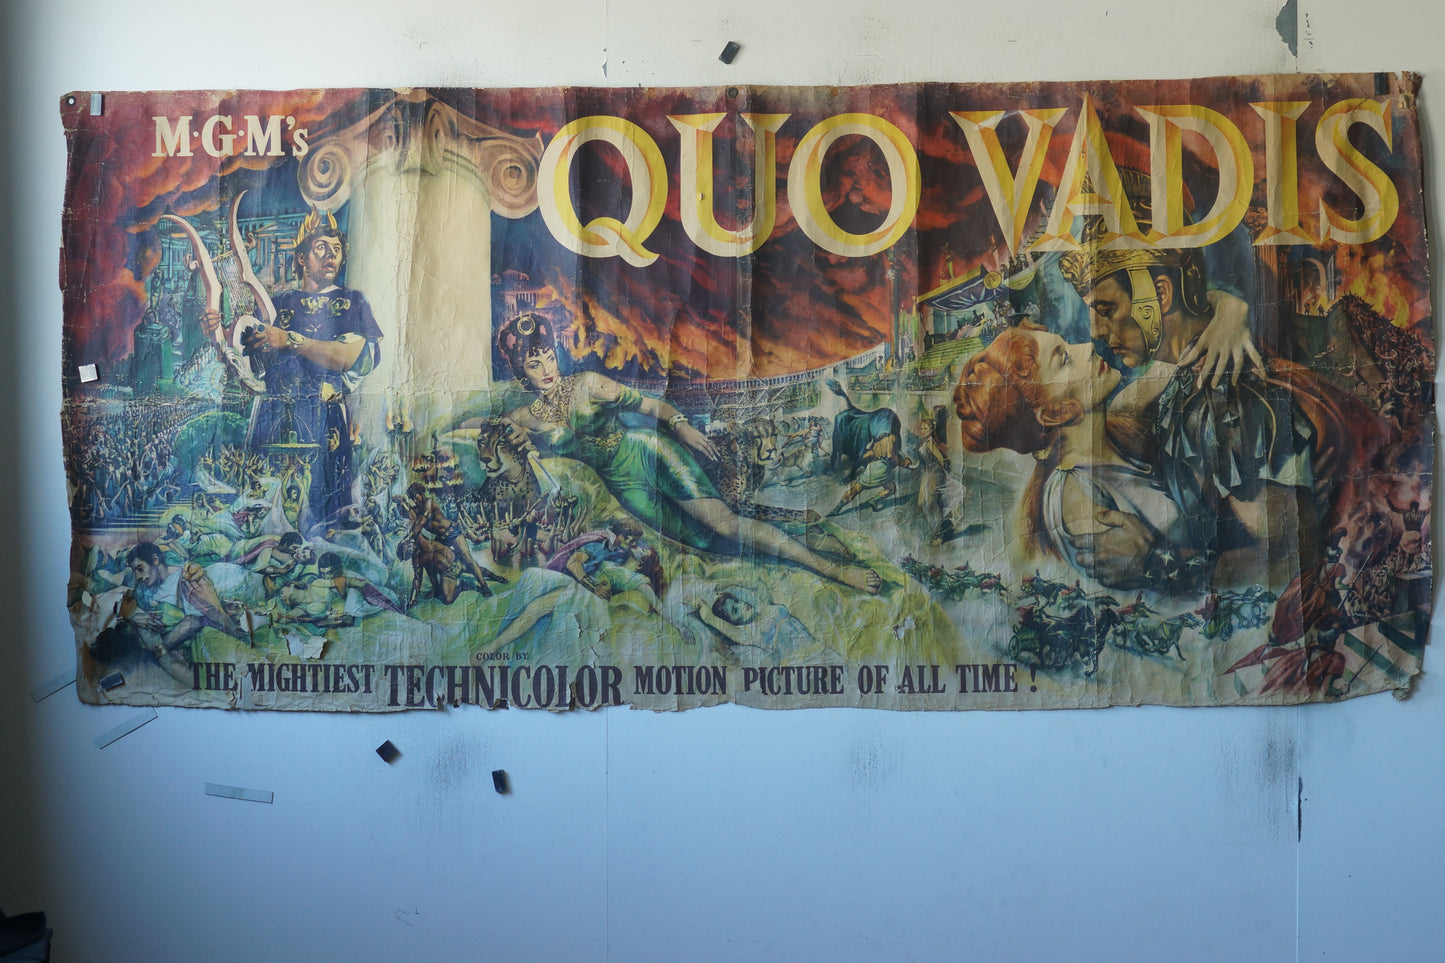 M·G·M's
QUO VADIS
COLOR BY
THE MIGHTIEST TECHNICOLOR MOTION PICTURE OF ALL TIME!